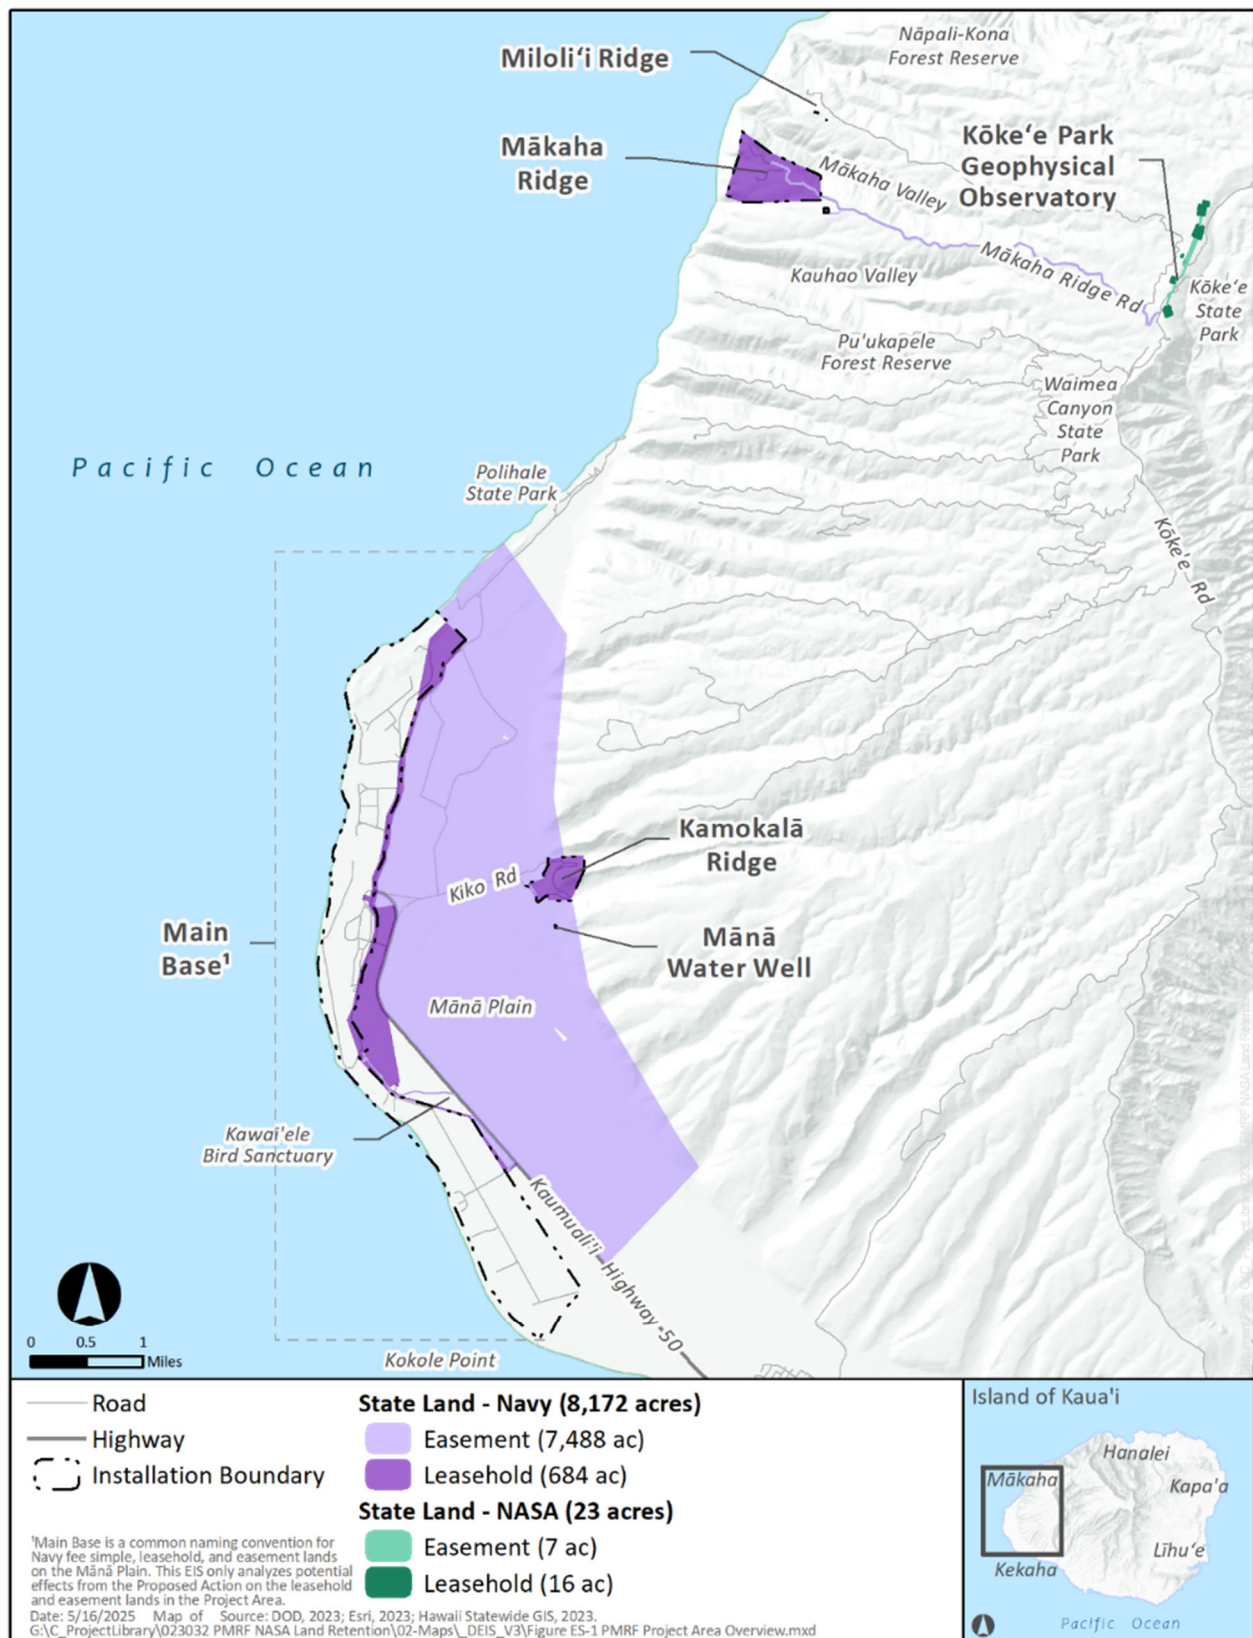 Nāpali-Kona
Forest Reserve
Miloli‘i Ridge
Mākaha
Ridge
Kōke‘e Park
Geophysical
Observatory
Mākaha Valley
Mākaha Ridge Rd
Kauhao Valley
Kōke‘e
State
Park
Pu'ukapele
Forest Reserve
Waimea
Canyon
State
Park
Pacific Ocean
Polihale
State Park
Kōke'e Rd
Kamokalā
Ridge
Kiko Rd
Main
Base¹
Mānā
Water Well
Mānā Plain
Kawai'ele
Bird Sanctuary
Kaumuali'i Highway 50
0 0.5 1
Miles
Kokole Point
Road
Highway
Installation Boundary
State Land - Navy (8,172 acres)
Easement (7,488 ac)
Leasehold (684 ac)
State Land - NASA (23 acres)
Easement (7 ac)
Leasehold (16 ac)
¹Main Base is a common naming convention for
Navy fee simple, leasehold, and easement lands
on the Mānā Plain. This EIS only analyzes potential
effects from the Proposed Action on the leasehold
and easement lands in the Project Area.
Date: 5/16/2025 Map of Source: DOD, 2023; Esri, 2023; Hawaii Statewide GIS, 2023.
G:\C_ProjectLibrary\023032 PMRF NASA Land Retention\02-Maps\_DEIS_V3\Figure ES-1 PMRF Project Area Overview.mxd
Island of Kaua'i
Hanalei
Mākaha
Kapa'a
Līhu‘e
Kekaha
Pacific Ocean